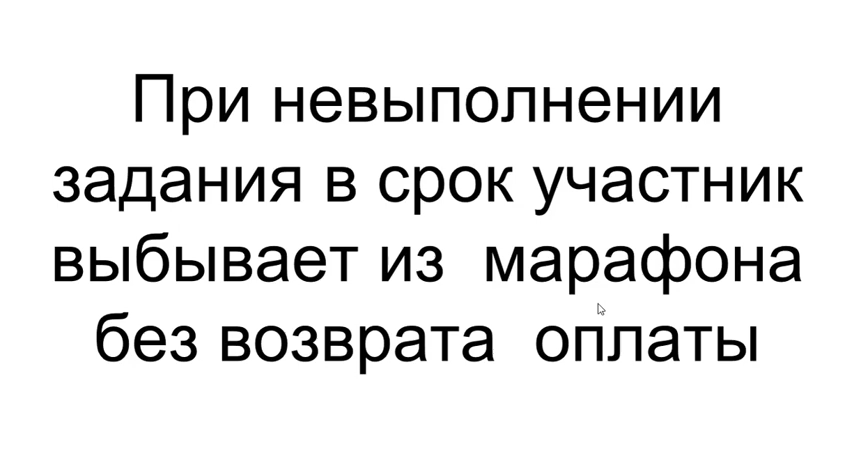 При невыполнении
задания в срок участник
выбывает из марафона
без возврата оплаты